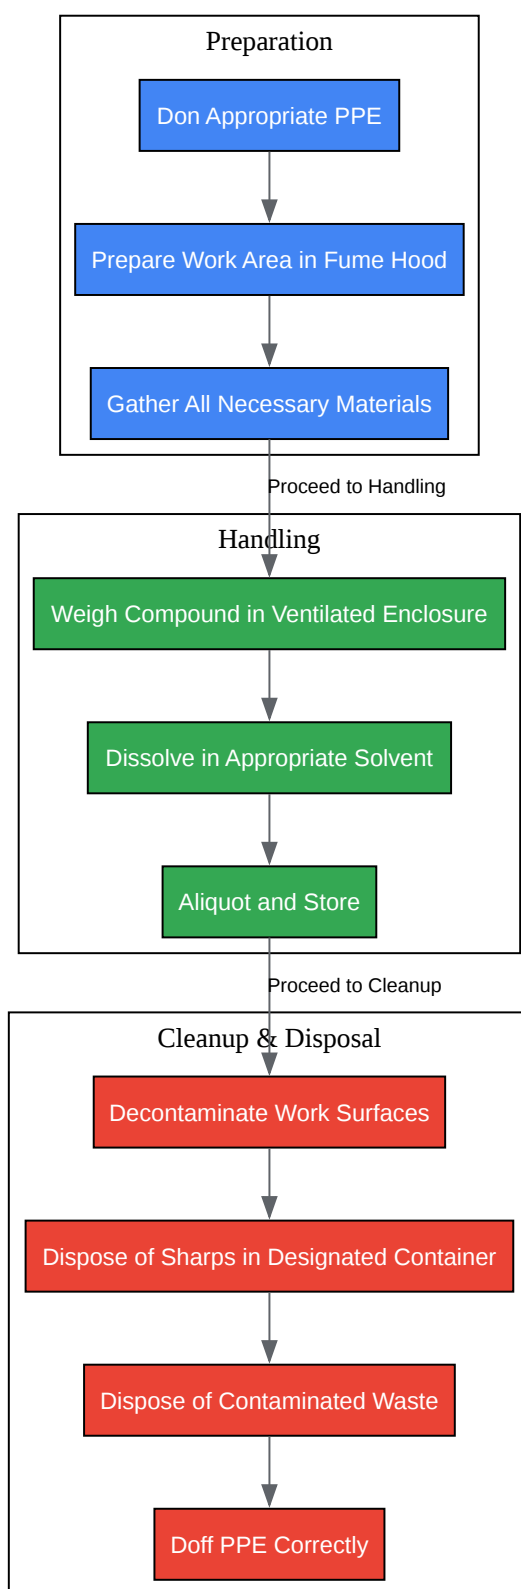 Preparation
Don Appropriate PPE
Prepare Work Area in Fume Hood
Gather All Necessary Materials
Proceed to Handling
Handling
Weigh Compound in Ventilated Enclosure
Dissolve in Appropriate Solvent
Aliquot and Store
Proceed to Cleanup
Cleanup & Disposal
Decontaminate Work Surfaces
Dispose of Sharps in Designated Container
Dispose of Contaminated Waste
Doff PPE Correctly